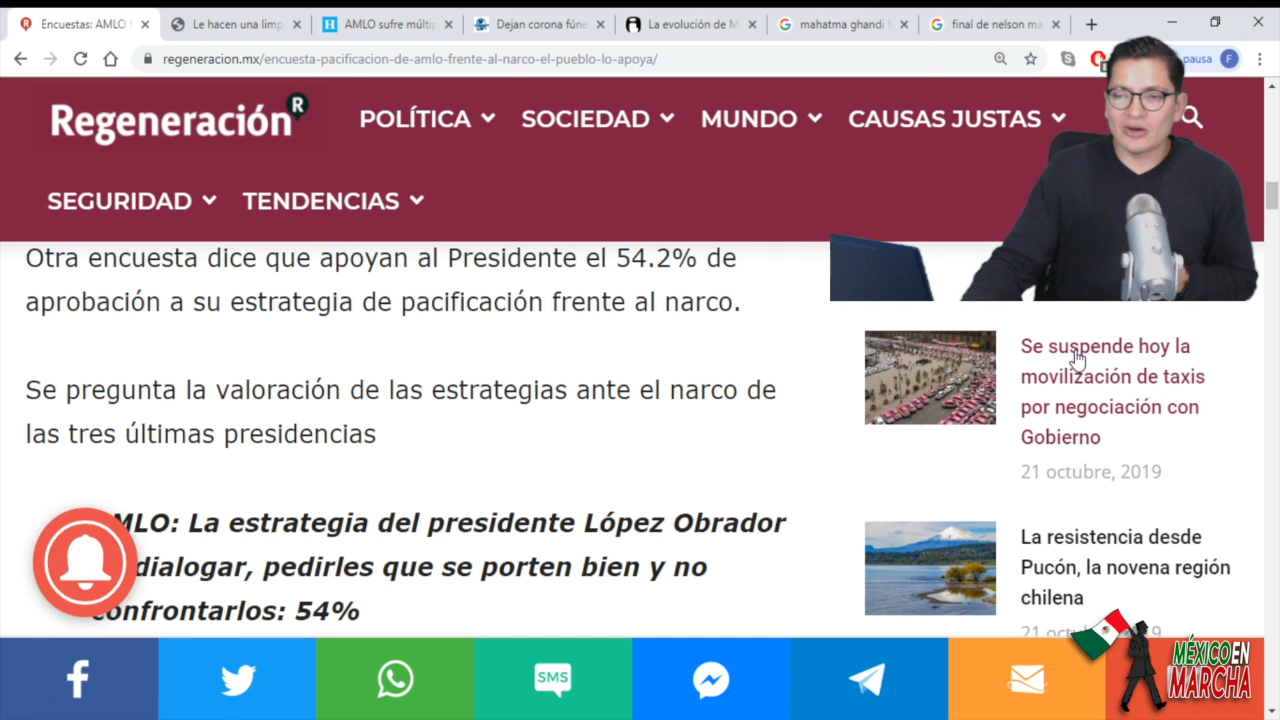 Encuestas: AMLO
Le hacen una limp
AMLO sufre múltip
Dejan corona fúne
La evolución de M
mahatma ghandi f
final de nelson ma
regeneracion.mx/encuesta-pacificacion-de-amlo-frente-al-narco-el-pueblo-lo-apoya/
pausa
F
Regeneración R
POLÍTICA
SOCIEDAD
MUNDO
CAUSAS JUSTAS
SEGURIDAD
TENDENCIAS
Otra encuesta dice que apoyan al Presidente el 54.2% de
aprobación a su estrategia de pacificación frente al narco.
Se pregunta la valoración de las estrategias ante el narco de
las tres últimas presidencias
MLO: La estrategia del presidente López Obrador
dialogar, pedirles que se porten bien y no
confrontarlos: 54%
Se suspende hoy la
movilización de taxis
por negociación con
Gobierno
21 octubre, 2019
La resistencia desde
Pucón, la novena región
chilena
21 octu 9
SMS
MÉXICO EN
MARCHA